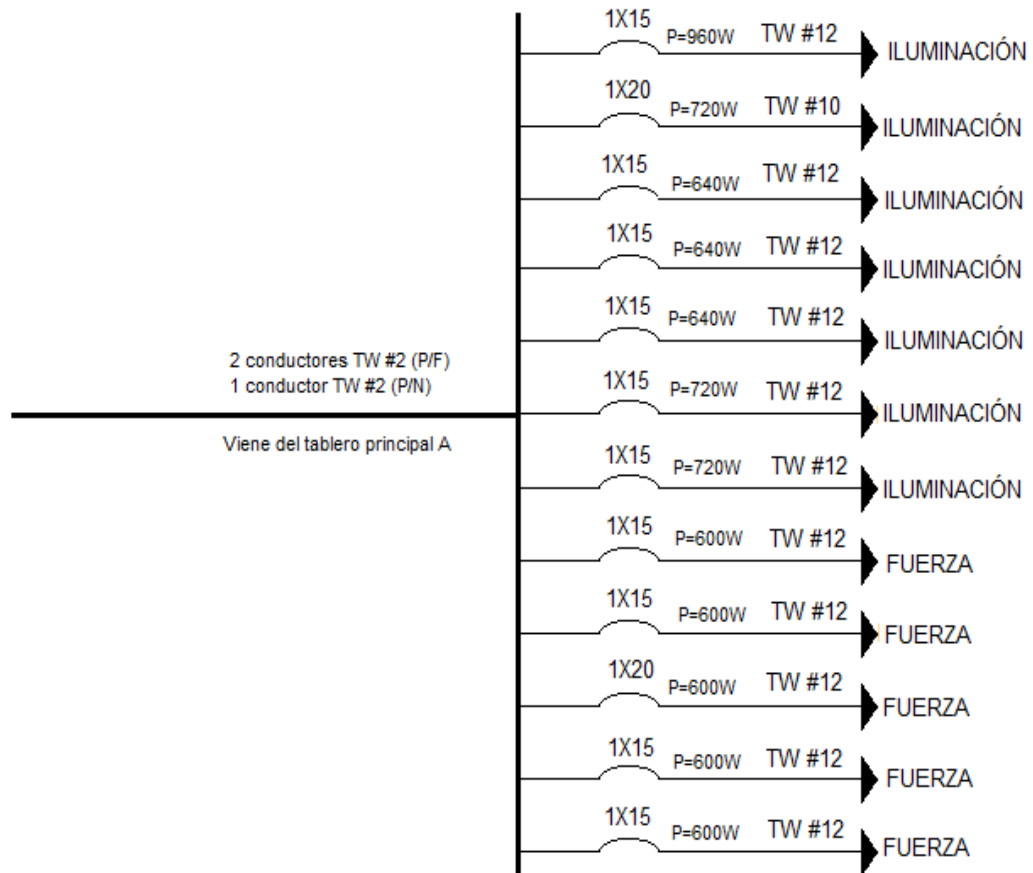 1X15 P=960W TW #12 ILUMINACIÓN
1X20 P=720W TW #10 ILUMINACIÓN
1X15 P=640W TW #12 ILUMINACIÓN
1X15 P=640W TW #12 ILUMINACIÓN
1X15 P=640W TW #12 ILUMINACIÓN
2 conductores TW #2 (P/F)
1 conductor TW #2 (P/N)
Viene del tablero principal A
1X15 P=720W TW #12 ILUMINACIÓN
1X15 P=720W TW #12 ILUMINACIÓN
1X15 P=600W TW #12 FUERZA
1X15 P=600W TW #12 FUERZA
1X20 P=600W TW #12 FUERZA
1X15 P=600W TW #12 FUERZA
1X15 P=600W TW #12 FUERZA